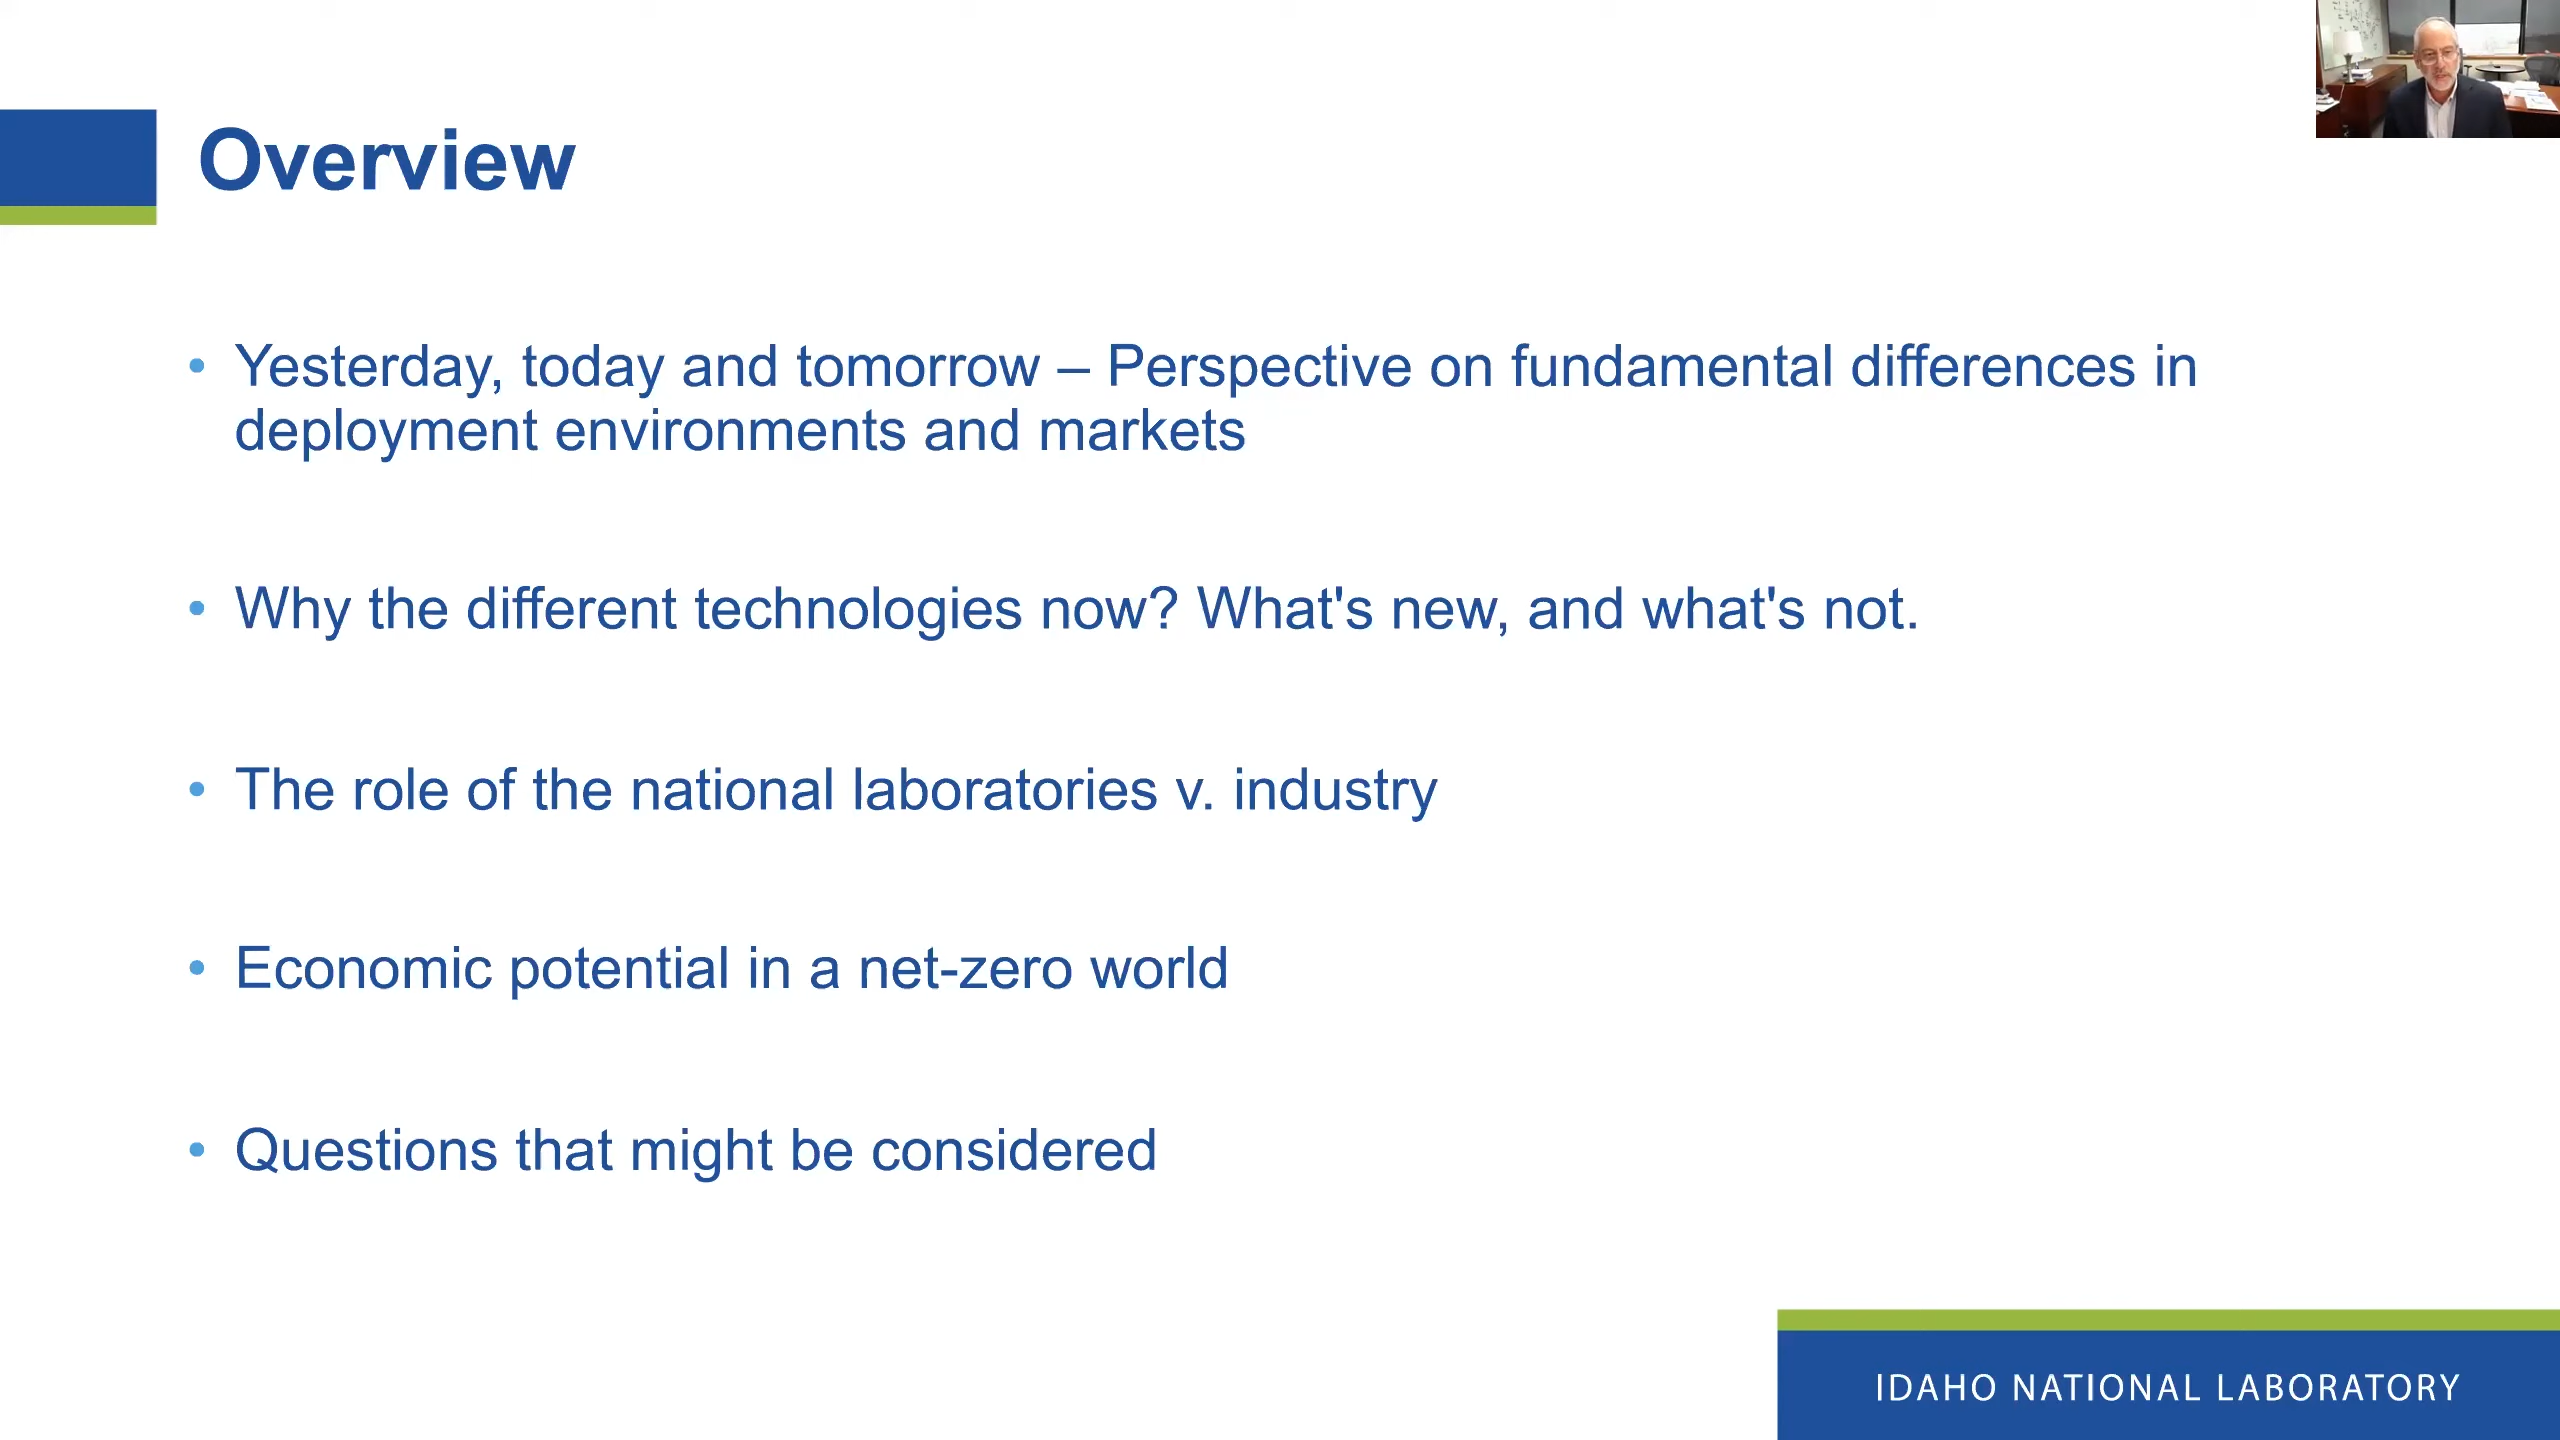 Overview
• Yesterday, today and tomorrow – Perspective on fundamental differences in
deployment environments and markets
• Why the different technologies now? What's new, and what's not.
• The role of the national laboratories v. industry
• Economic potential in a net-zero world
• Questions that might be considered
IDAHO NATIONAL LABORATORY